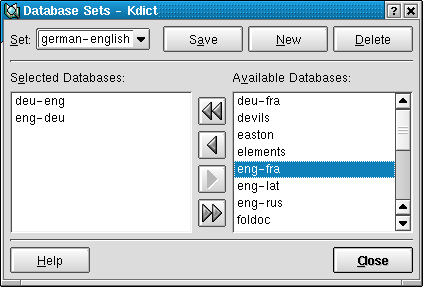 Database Sets - Kdict
Set: german-english Save New Delete
Selected Databases: Available Databases:
deu-eng
eng-deu
deu-fra
devils
easton
elements
eng-fra
eng-lat
eng-rus
foldoc
Help Close